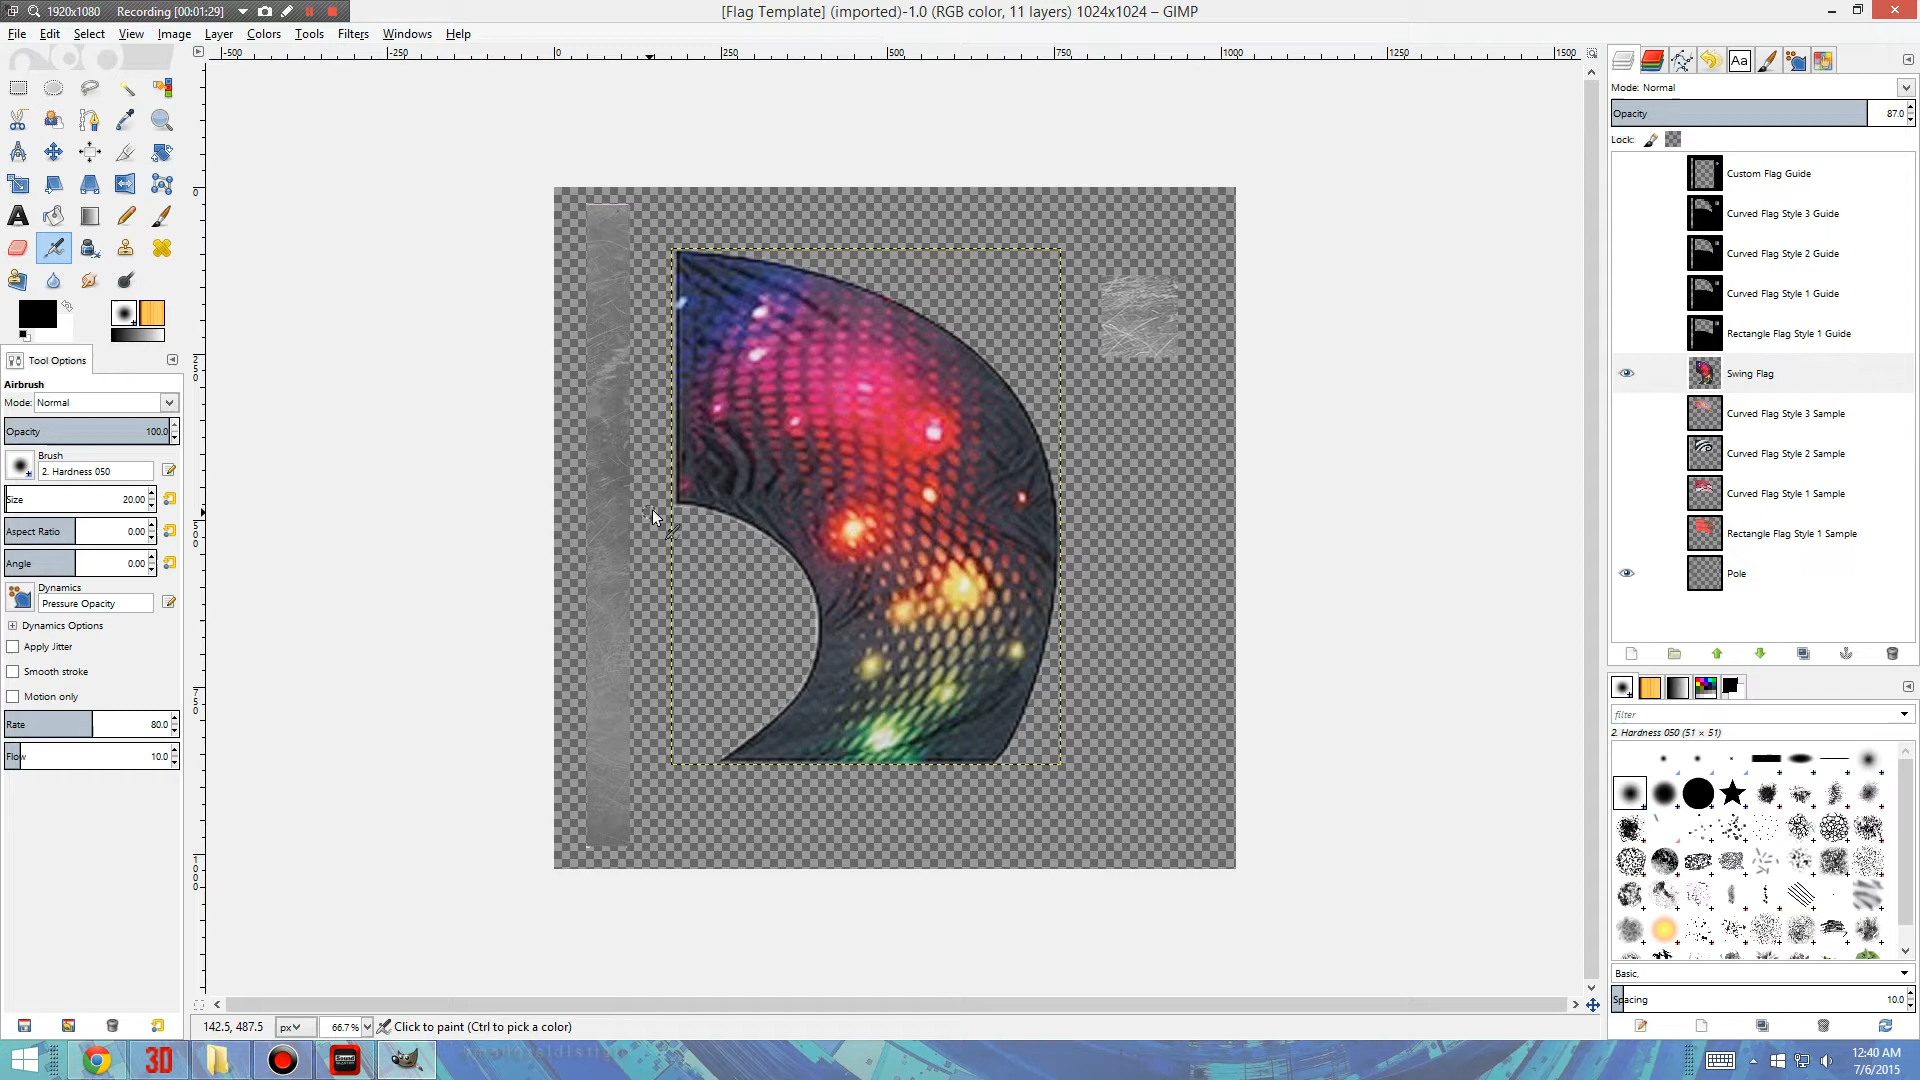 1920x1080 Recording [00:01:29]
[Flag Template] (imported)-1.0 (RGB color, 11 layers) 1024x1024 – GIMP
File Edit Select View Image Layer Colors Tools Filters Windows Help
-500 -250 0 250 500 750 1000 1250 1500
Mode: Normal
Opacity 87.0
Lock:
Custom Flag Guide
Curved Flag Style 3 Guide
Curved Flag Style 2 Guide
Curved Flag Style 1 Guide
Rectangle Flag Style 1 Guide
Swing Flag
Curved Flag Style 3 Sample
Curved Flag Style 2 Sample
Curved Flag Style 1 Sample
Rectangle Flag Style 1 Sample
Pole
Tool Options
Airbrush
Mode: Normal
Opacity 100.0
Brush
2. Hardness 050
Size 20.00
Aspect Ratio 0.00
Angle 0.00
Dynamics
Pressure Opacity
Dynamics Options
Apply Jitter
Smooth stroke
Motion only
Rate 80.0
Flow 10.0
0
250
500
750
1000
filter
2. Hardness 050 (51 × 51)
Basic,
Spacing 10.0
142.5, 487.5 px 66.7% Click to paint (Ctrl to pick a color)
3D
12:40 AM
7/6/2015